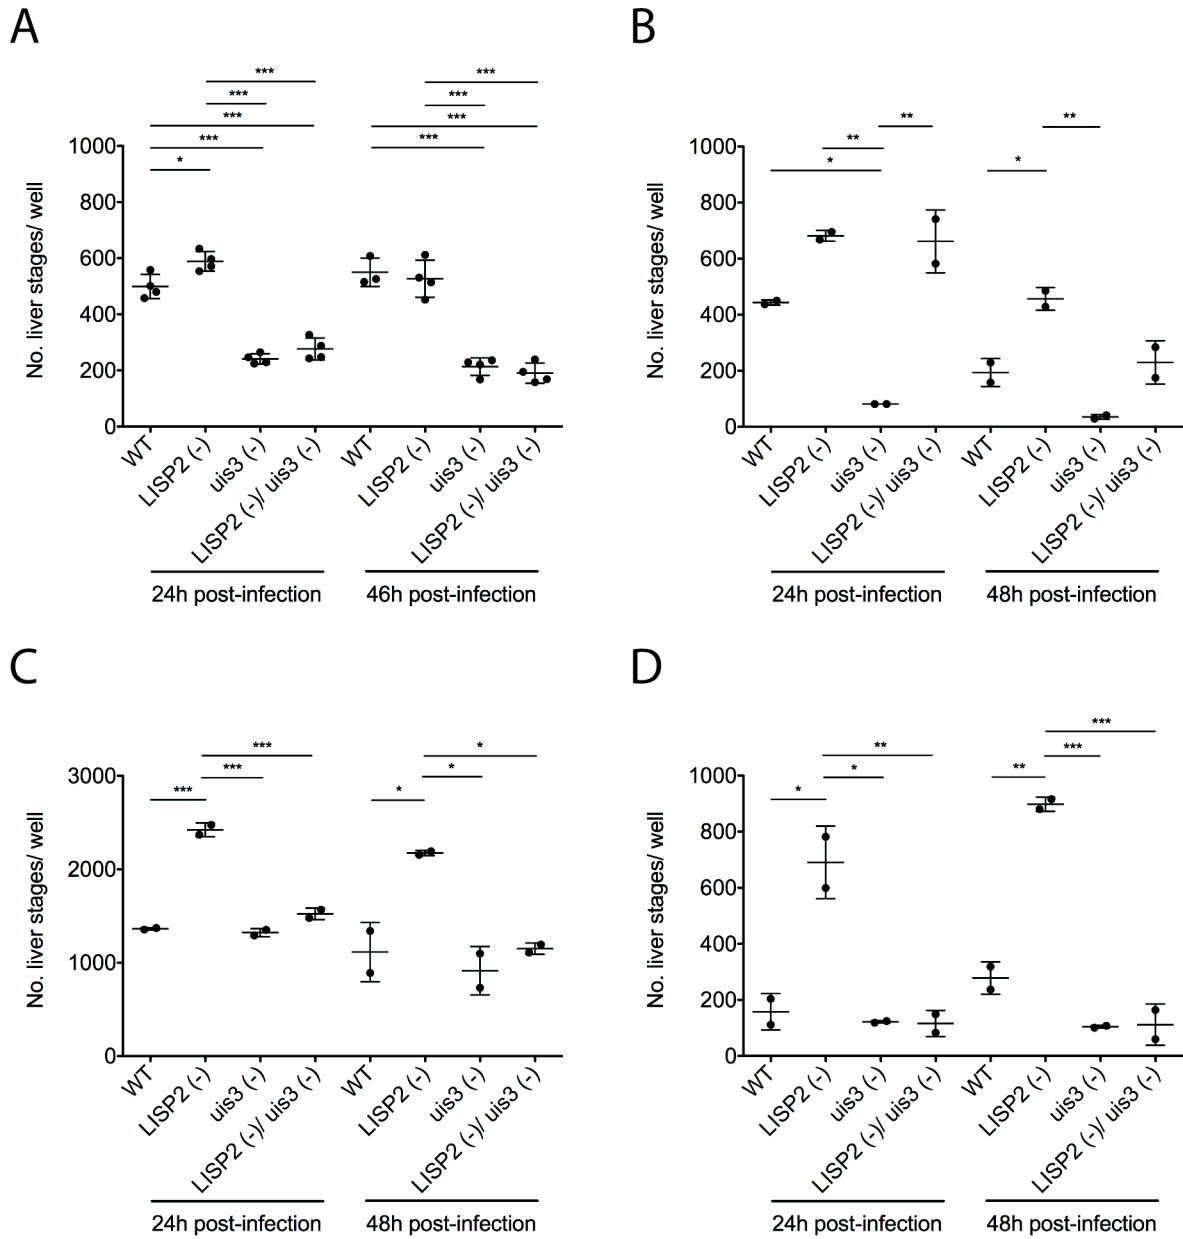 A
***
***
***
***
*
***
***
***
***
No. liver stages/ well
1000
800
600
400
200
0
WT
LISP2 (-)
uis3 (-)
LISP2 (-)/ uis3 (-)
WT
LISP2 (-)
uis3 (-)
LISP2 (-)/ uis3 (-)
24h post-infection
46h post-infection
B
**
**
*
**
*
No. liver stages/ well
1000
800
600
400
200
0
WT
LISP2 (-)
uis3 (-)
LISP2 (-)/ uis3 (-)
WT
LISP2 (-)
uis3 (-)
LISP2 (-)/ uis3 (-)
24h post-infection
48h post-infection
C
***
***
***
*
*
*
No. liver stages/ well
3000
2000
1000
0
WT
LISP2 (-)
uis3 (-)
LISP2 (-)/ uis3 (-)
WT
LISP2 (-)
uis3 (-)
LISP2 (-)/ uis3 (-)
24h post-infection
48h post-infection
D
**
*
*
***
***
**
No. liver stages/ well
1000
800
600
400
200
0
WT
LISP2 (-)
uis3 (-)
LISP2 (-)/ uis3 (-)
WT
LISP2 (-)
uis3 (-)
LISP2 (-)/ uis3 (-)
24h post-infection
48h post-infection